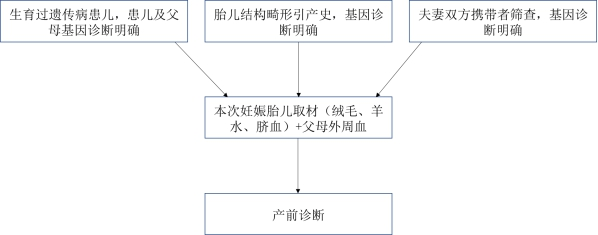 生育过遗传病患儿，患儿及父
母基因诊断明确
胎儿结构畸形引产史，基因诊
断明确
夫妻双方携带者筛查，基因诊
断明确
本次妊娠胎儿取材（绒毛、羊
水、脐血）+父母外周血
产前诊断